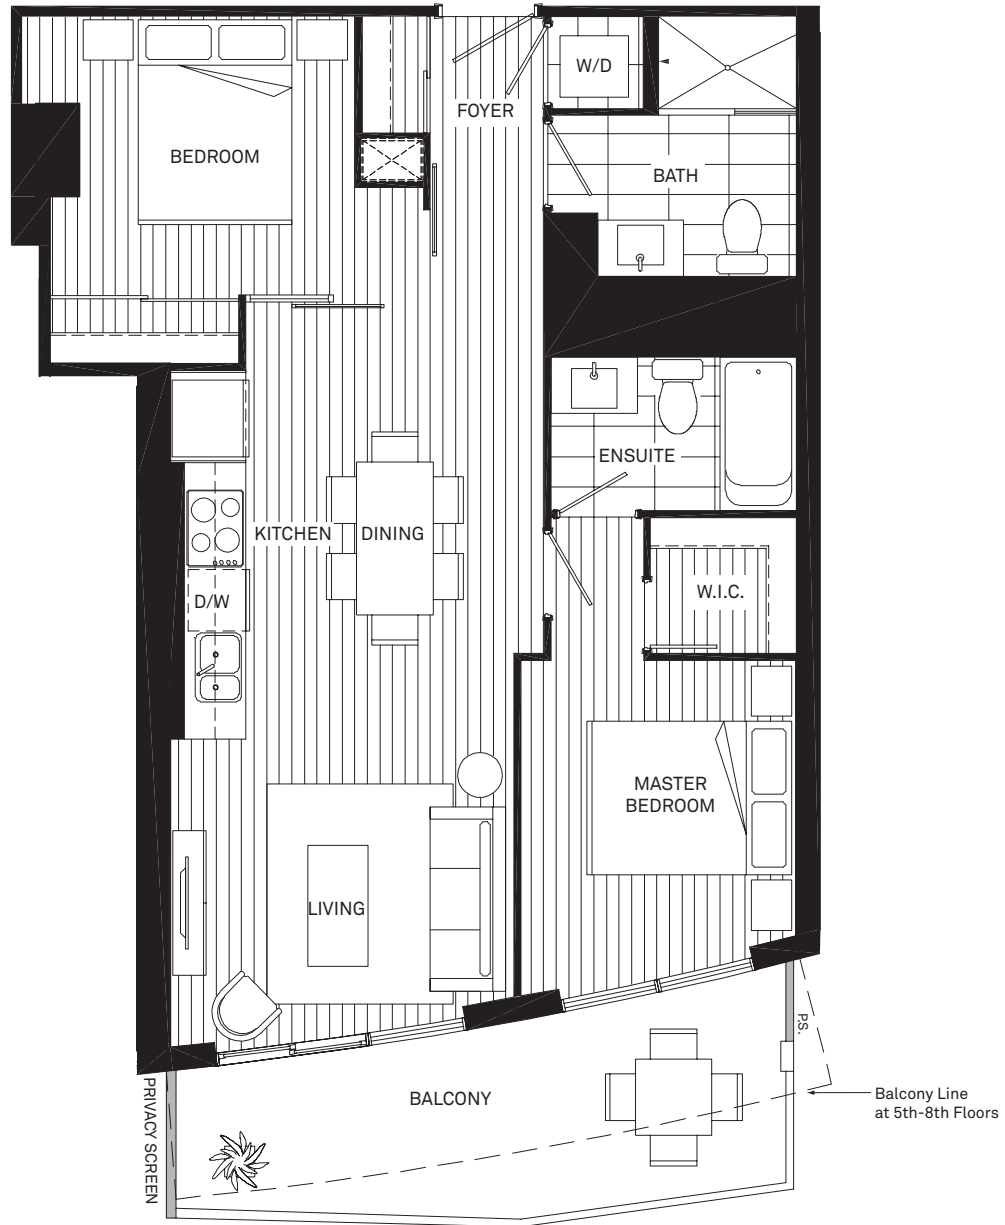 W/D
FOYER
BEDROOM
BATH
ENSUITE
KITCHEN
DINING
D/W
W.I.C.
MASTER
BEDROOM
LIVING
P.S.
BALCONY
Balcony Line
at 5th-8th Floors
PRIVACY SCREEN